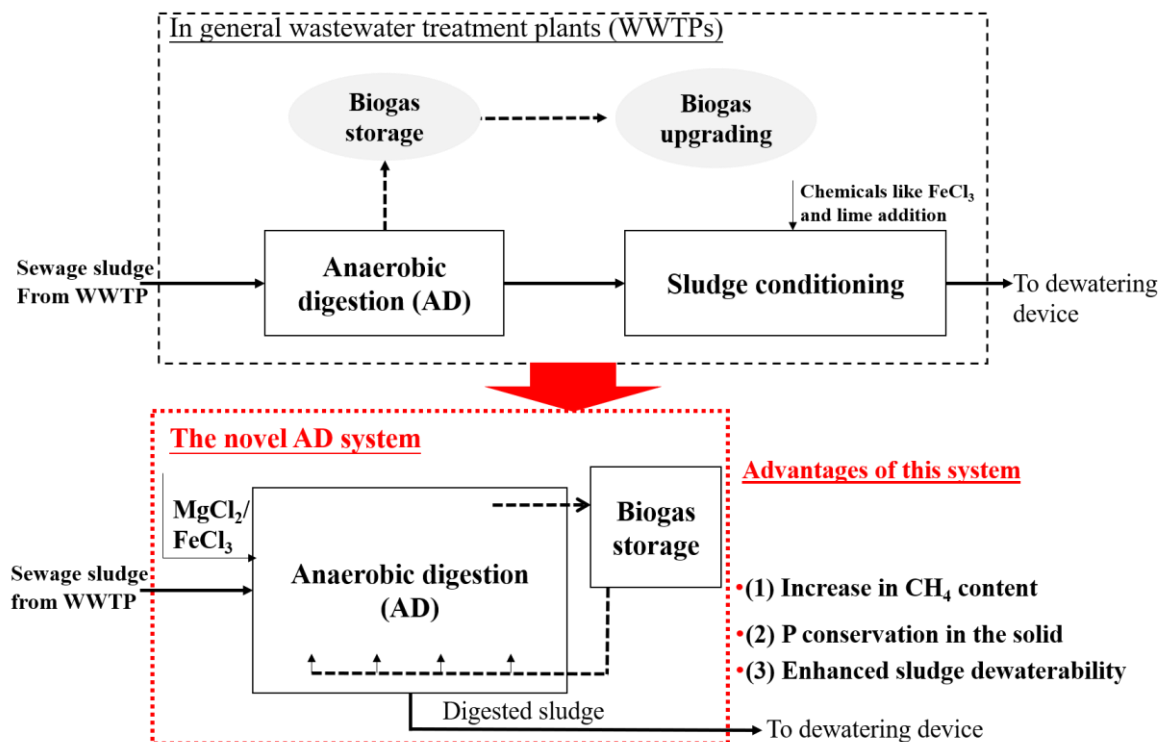 In general wastewater treatment plants (WWTPs)
Biogas
storage
Biogas
upgrading
Chemicals like FeCl₃
and lime addition
Sewage sludge
From WWTP
Anaerobic
digestion (AD)
Sludge conditioning
To dewatering
device
The novel AD system
Advantages of this system
MgCl₂/
FeCl₃
Biogas
storage
Sewage sludge
from WWTP
Anaerobic digestion
(AD)
•(1) Increase in CH₄ content
•(2) P conservation in the solid
•(3) Enhanced sludge dewaterability
Digested sludge
To dewatering device